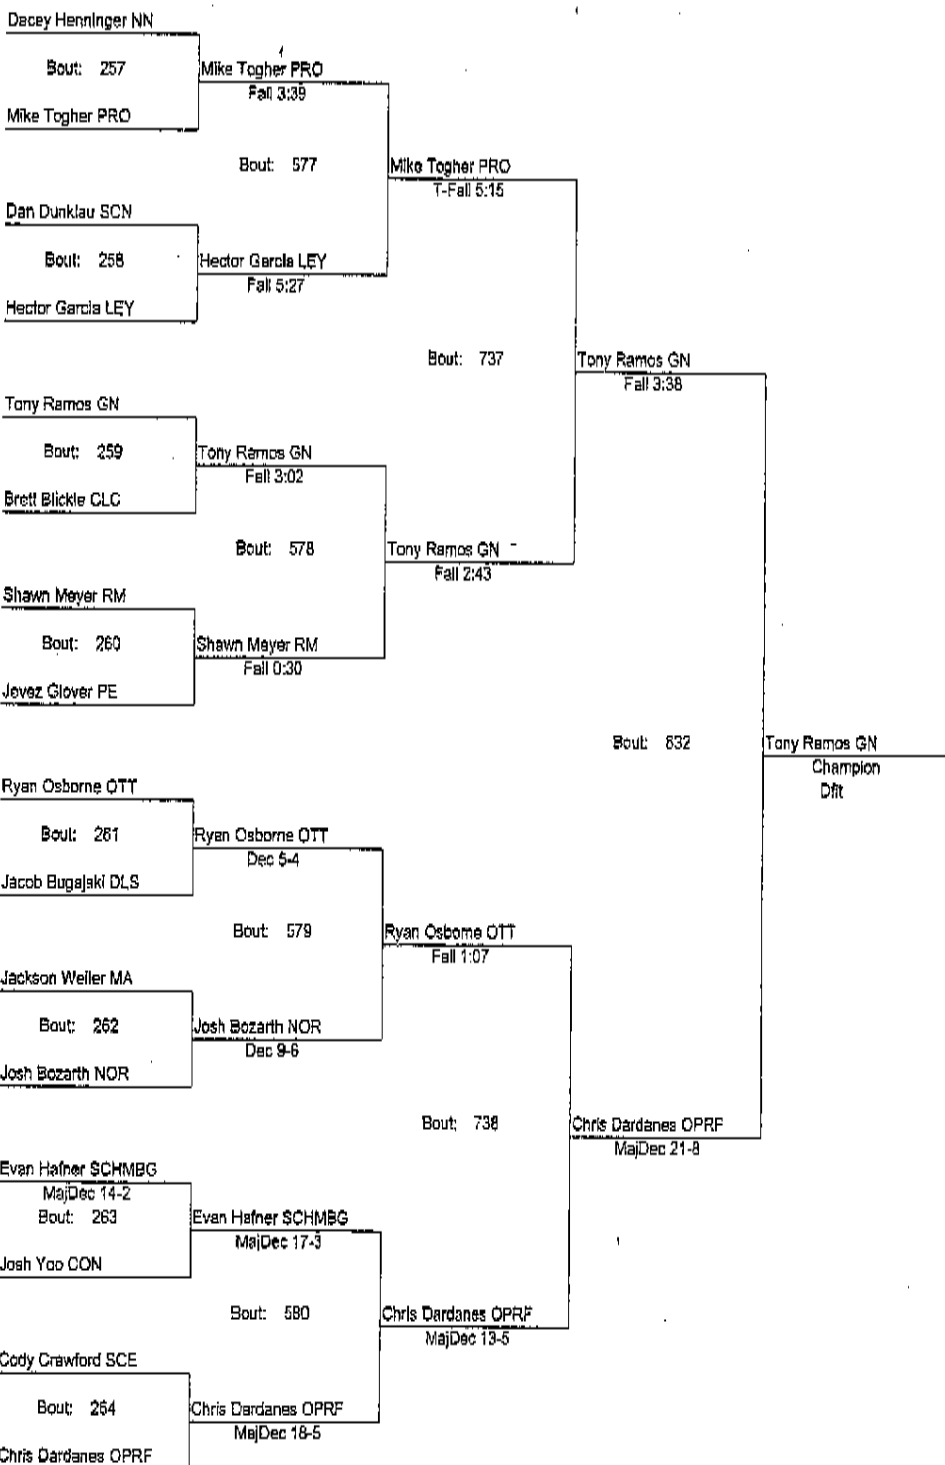 Dacey Henninger NN
Bout: 257
Mike Togher PRO
Fall 3:39
Mike Togher PRO
Bout: 577
Mike Togher PRO
T-Fall 5:15
Dan Dunklau SCN
Bout: 258
Hector Garcia LEY
Fall 5:27
Hector Garcia LEY
Bout: 737
Tony Ramos GN
Fall 3:38
Tony Ramos GN
Bout: 259
Tony Ramos GN
Fall 3:02
Brett Blickle CLC
Bout: 578
Tony Ramos GN
Fall 2:43
Shawn Meyer RM
Bout: 260
Shawn Meyer RM
Fall 0:30
Jovez Glover PE
Bout: 832
Tony Ramos GN
Champion
Dflt
Ryan Osborne OTT
Bout: 261
Ryan Osborne OTT
Dec 5-4
Jacob Bugajski DLS
Bout: 579
Ryan Osborne OTT
Fall 1:07
Jackson Weiler MA
Bout: 262
Josh Bozarth NOR
Dec 9-6
Josh Bozarth NOR
Bout: 738
Chris Dardanes OPRF
MajDec 21-8
Evan Hafner SCHMBG
MajDec 14-2
Bout: 263
Evan Hafner SCHMBG
MajDec 17-3
Josh Yoo CON
Bout: 580
Chris Dardanes OPRF
MajDec 13-5
Cody Crawford SCE
Bout: 264
Chris Dardanes OPRF
MajDec 18-5
Chris Dardanes OPRF